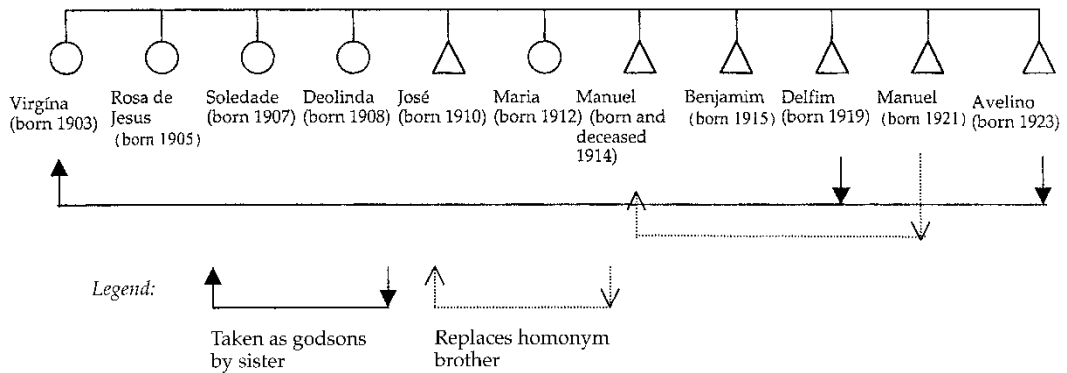 Virgína
(born 1903)
Rosa de
Jesus
(born 1905)
Soledade
(born 1907)
Deolinda
(born 1908)
José
(born 1910)
Maria
(born 1912)
Manuel
(born and
deceased
1914)
Benjamim
(born 1915)
Delfim
(born 1919)
Manuel
(born 1921)
Avelino
(born 1923)
Legend:
Taken as godsons
by sister
Replaces homonym
brother